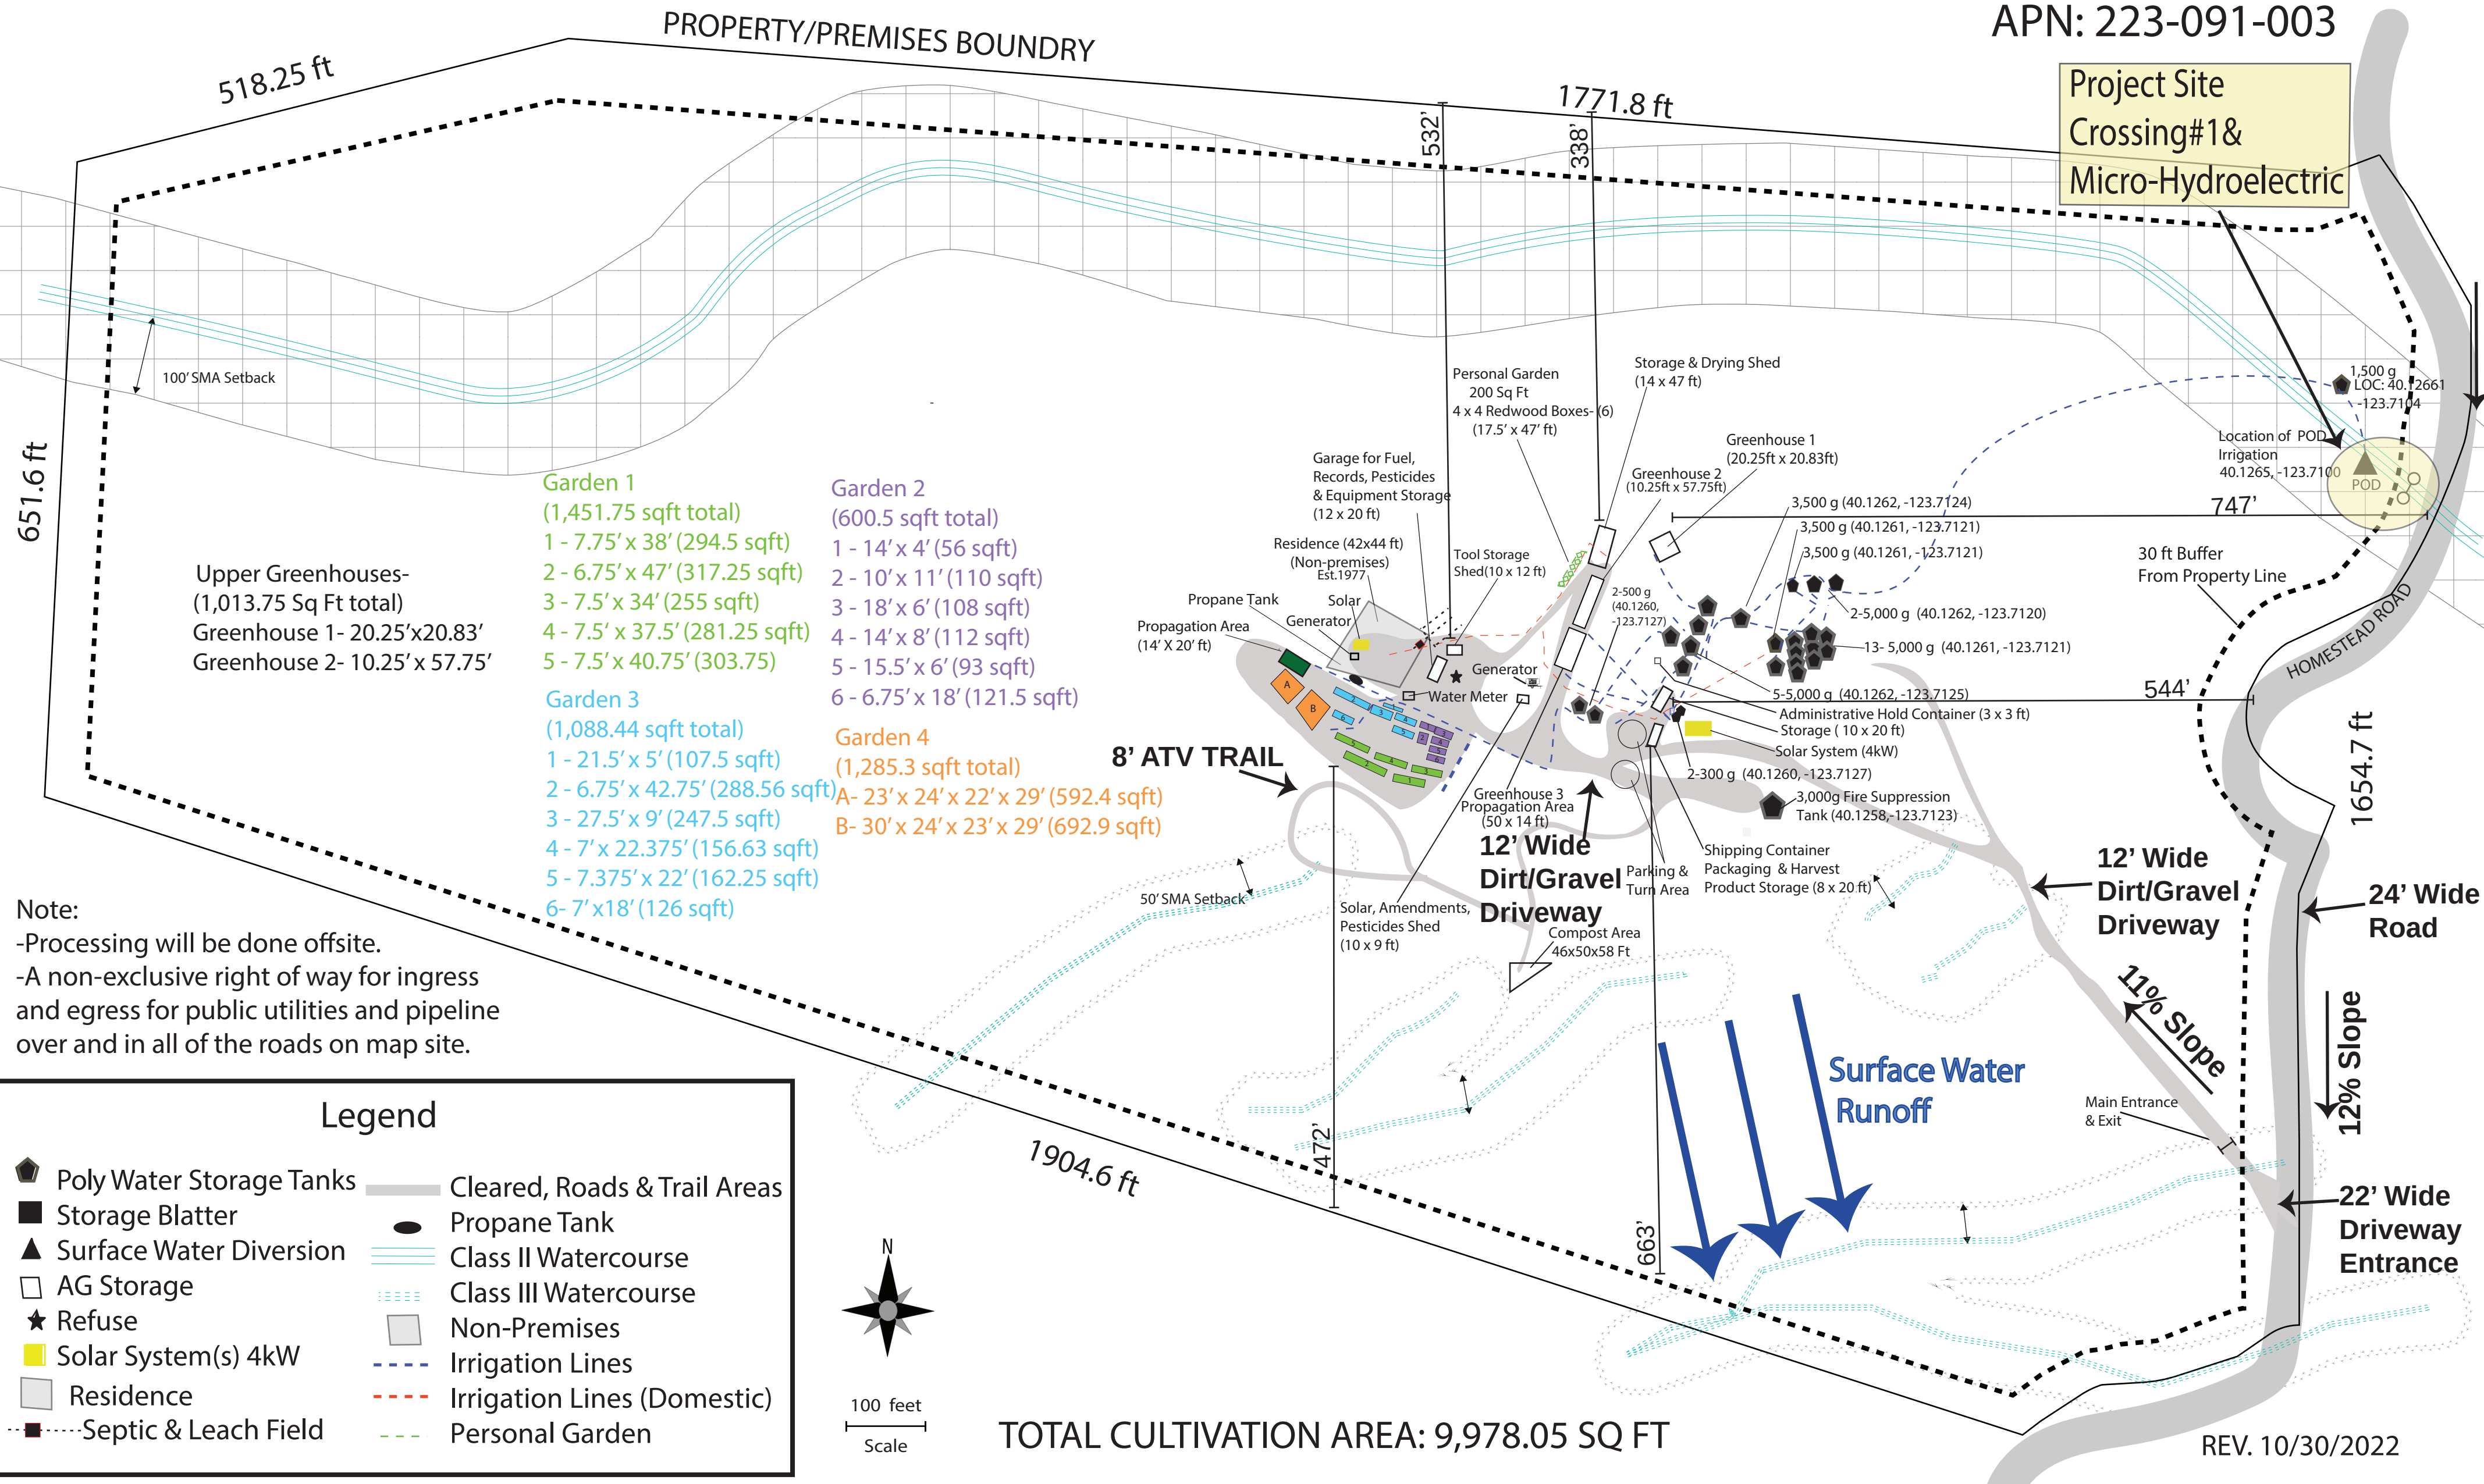 PROPERTY/PREMISES BOUNDRY
APN: 223-091-003
518.25 ft
1771.8 ft
Project Site
Crossing#1&
Micro-Hydroelectric
532’
338’
651.6 ft
100’ SMA Setback
Personal Garden
200 Sq Ft
4 x 4 Redwood Boxes- (6)
(17.5’ x 47’ ft)
Storage & Drying Shed
(14 x 47 ft)
1,500 g
LOC: 40.12661
-123.7104
Location of POD
Irrigation
40.1265, -123.7100
POD
Greenhouse 1
(20.25ft x 20.83ft)
Greenhouse 2
(10.25ft x 57.75ft)
Garage for Fuel,
Records, Pesticides
& Equipment Storage
(12 x 20 ft)
747’
3,500 g (40.1262, -123.7124)
3,500 g (40.1261, -123.7121)
3,500 g (40.1261, -123.7121)
30 ft Buffer
From Property Line
Residence (42x44 ft)
(Non-premises)
Est.1977
Tool Storage
Shed(10 x 12 ft)
2-500 g
(40.1260,
-123.7127)
Propane Tank
Solar
Generator
Propagation Area
(14’ X 20’ ft)
2-5,000 g (40.1262, -123.7120)
13- 5,000 g (40.1261, -123.7121)
HOMESTEAD ROAD
Generator
Water Meter
5-5,000 g (40.1262, -123.7125)
544’
Administrative Hold Container (3 x 3 ft)
Storage ( 10 x 20 ft)
Solar System (4kW)
2-300 g (40.1260, -123.7127)
3,000g Fire Suppression
Tank (40.1258,-123.7123)
1654.7 ft
Upper Greenhouses-
(1,013.75 Sq Ft total)
Greenhouse 1- 20.25’x20.83’
Greenhouse 2- 10.25’ x 57.75’
Garden 1
(1,451.75 sqft total)
1 - 7.75’ x 38’ (294.5 sqft)
2 - 6.75’ x 47’ (317.25 sqft)
3 - 7.5’ x 34’ (255 sqft)
4 - 7.5’ x 37.5’ (281.25 sqft)
5 - 7.5’ x 40.75’ (303.75)
Garden 2
(600.5 sqft total)
1 - 14’ x 4’ (56 sqft)
2 - 10’ x 11’ (110 sqft)
3 - 18’ x 6’ (108 sqft)
4 - 14’ x 8’ (112 sqft)
5 - 15.5’ x 6’ (93 sqft)
6 - 6.75’ x 18’ (121.5 sqft)
Garden 3
(1,088.44 sqft total)
1 - 21.5’ x 5’ (107.5 sqft)
2 - 6.75’ x 42.75’ (288.56 sqft)
3 - 27.5’ x 9’ (247.5 sqft)
4 - 7’ x 22.375’ (156.63 sqft)
5 - 7.375’ x 22’ (162.25 sqft)
6- 7’ x18’ (126 sqft)
Garden 4
(1,285.3 sqft total)
A- 23’ x 24’ x 22’ x 29’ (592.4 sqft)
B- 30’ x 24’ x 23’ x 29’ (692.9 sqft)
A
B
8’ ATV TRAIL
Greenhouse 3
Propagation Area
(50 x 14 ft)
12’ Wide
Dirt/Gravel
Driveway
Parking &
Turn Area
Shipping Container
Packaging & Harvest
Product Storage (8 x 20 ft)
12’ Wide
Dirt/Gravel
Driveway
24’ Wide
Road
50’ SMA Setback
Solar, Amendments,
Pesticides Shed
(10 x 9 ft)
Compost Area
46x50x58 Ft
Note:
-Processing will be done offsite.
-A non-exclusive right of way for ingress
and egress for public utilities and pipeline
over and in all of the roads on map site.
11% Slope
12% Slope
Surface Water
Runoff
Main Entrance
& Exit
22’ Wide
Driveway
Entrance
472’
663’
1904.6 ft
Legend
Poly Water Storage Tanks
Storage Blatter
Surface Water Diversion
AG Storage
Refuse
Solar System(s) 4kW
Residence
Septic & Leach Field
Cleared, Roads & Trail Areas
Propane Tank
Class II Watercourse
Class III Watercourse
Non-Premises
Irrigation Lines
Irrigation Lines (Domestic)
Personal Garden
N
100 feet
Scale
TOTAL CULTIVATION AREA: 9,978.05 SQ FT
REV. 10/30/2022